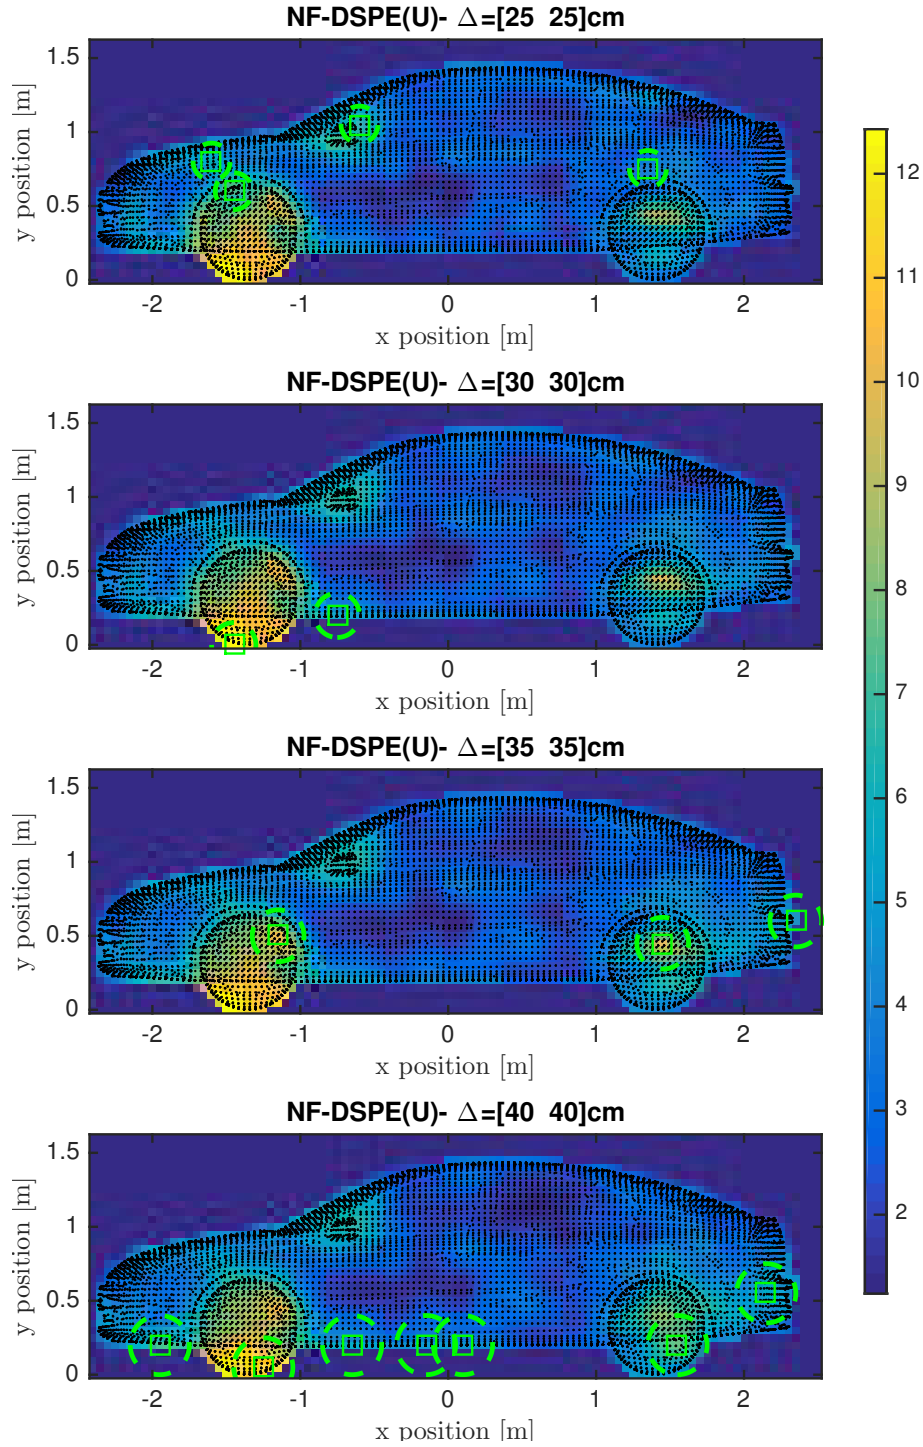 NF-DSPE(U)- Δ=[25 25]cm
1.5
1
0.5
0
y position [m]
-2 -1 0 1 2
x position [m]
NF-DSPE(U)- Δ=[30 30]cm
1.5
1
0.5
0
y position [m]
-2 -1 0 1 2
x position [m]
NF-DSPE(U)- Δ=[35 35]cm
1.5
1
0.5
0
y position [m]
-2 -1 0 1 2
x position [m]
NF-DSPE(U)- Δ=[40 40]cm
1.5
1
0.5
0
y position [m]
-2 -1 0 1 2
x position [m]
12
11
10
9
8
7
6
5
4
3
2